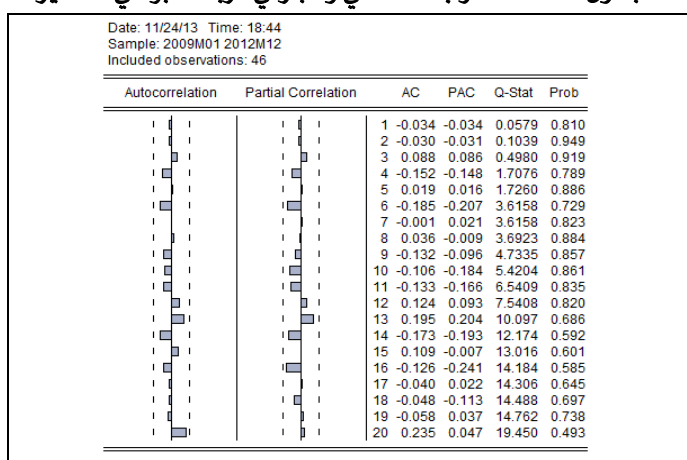 Date: 11/24/13 Time: 18:44
Sample: 2009M01 2012M12
Included observations: 46
Autocorrelation Partial Correlation AC PAC Q-Stat Prob
1 -0.034 -0.034 0.0579 0.810
2 -0.030 -0.031 0.1039 0.949
3 0.088 0.086 0.4980 0.919
4 -0.152 -0.148 1.7076 0.789
5 0.019 0.016 1.7260 0.886
6 -0.185 -0.207 3.6158 0.729
7 -0.001 0.021 3.6158 0.823
8 0.036 -0.009 3.6923 0.884
9 -0.132 -0.096 4.7335 0.857
10 -0.106 -0.184 5.4204 0.861
11 -0.133 -0.166 6.5409 0.835
12 0.124 0.093 7.5408 0.820
13 0.195 0.204 10.097 0.686
14 -0.173 -0.193 12.174 0.592
15 0.109 -0.007 13.016 0.601
16 -0.126 -0.241 14.184 0.585
17 -0.040 0.022 14.306 0.645
18 -0.048 -0.113 14.488 0.697
19 -0.058 0.037 14.762 0.738
20 0.235 0.047 19.450 0.493